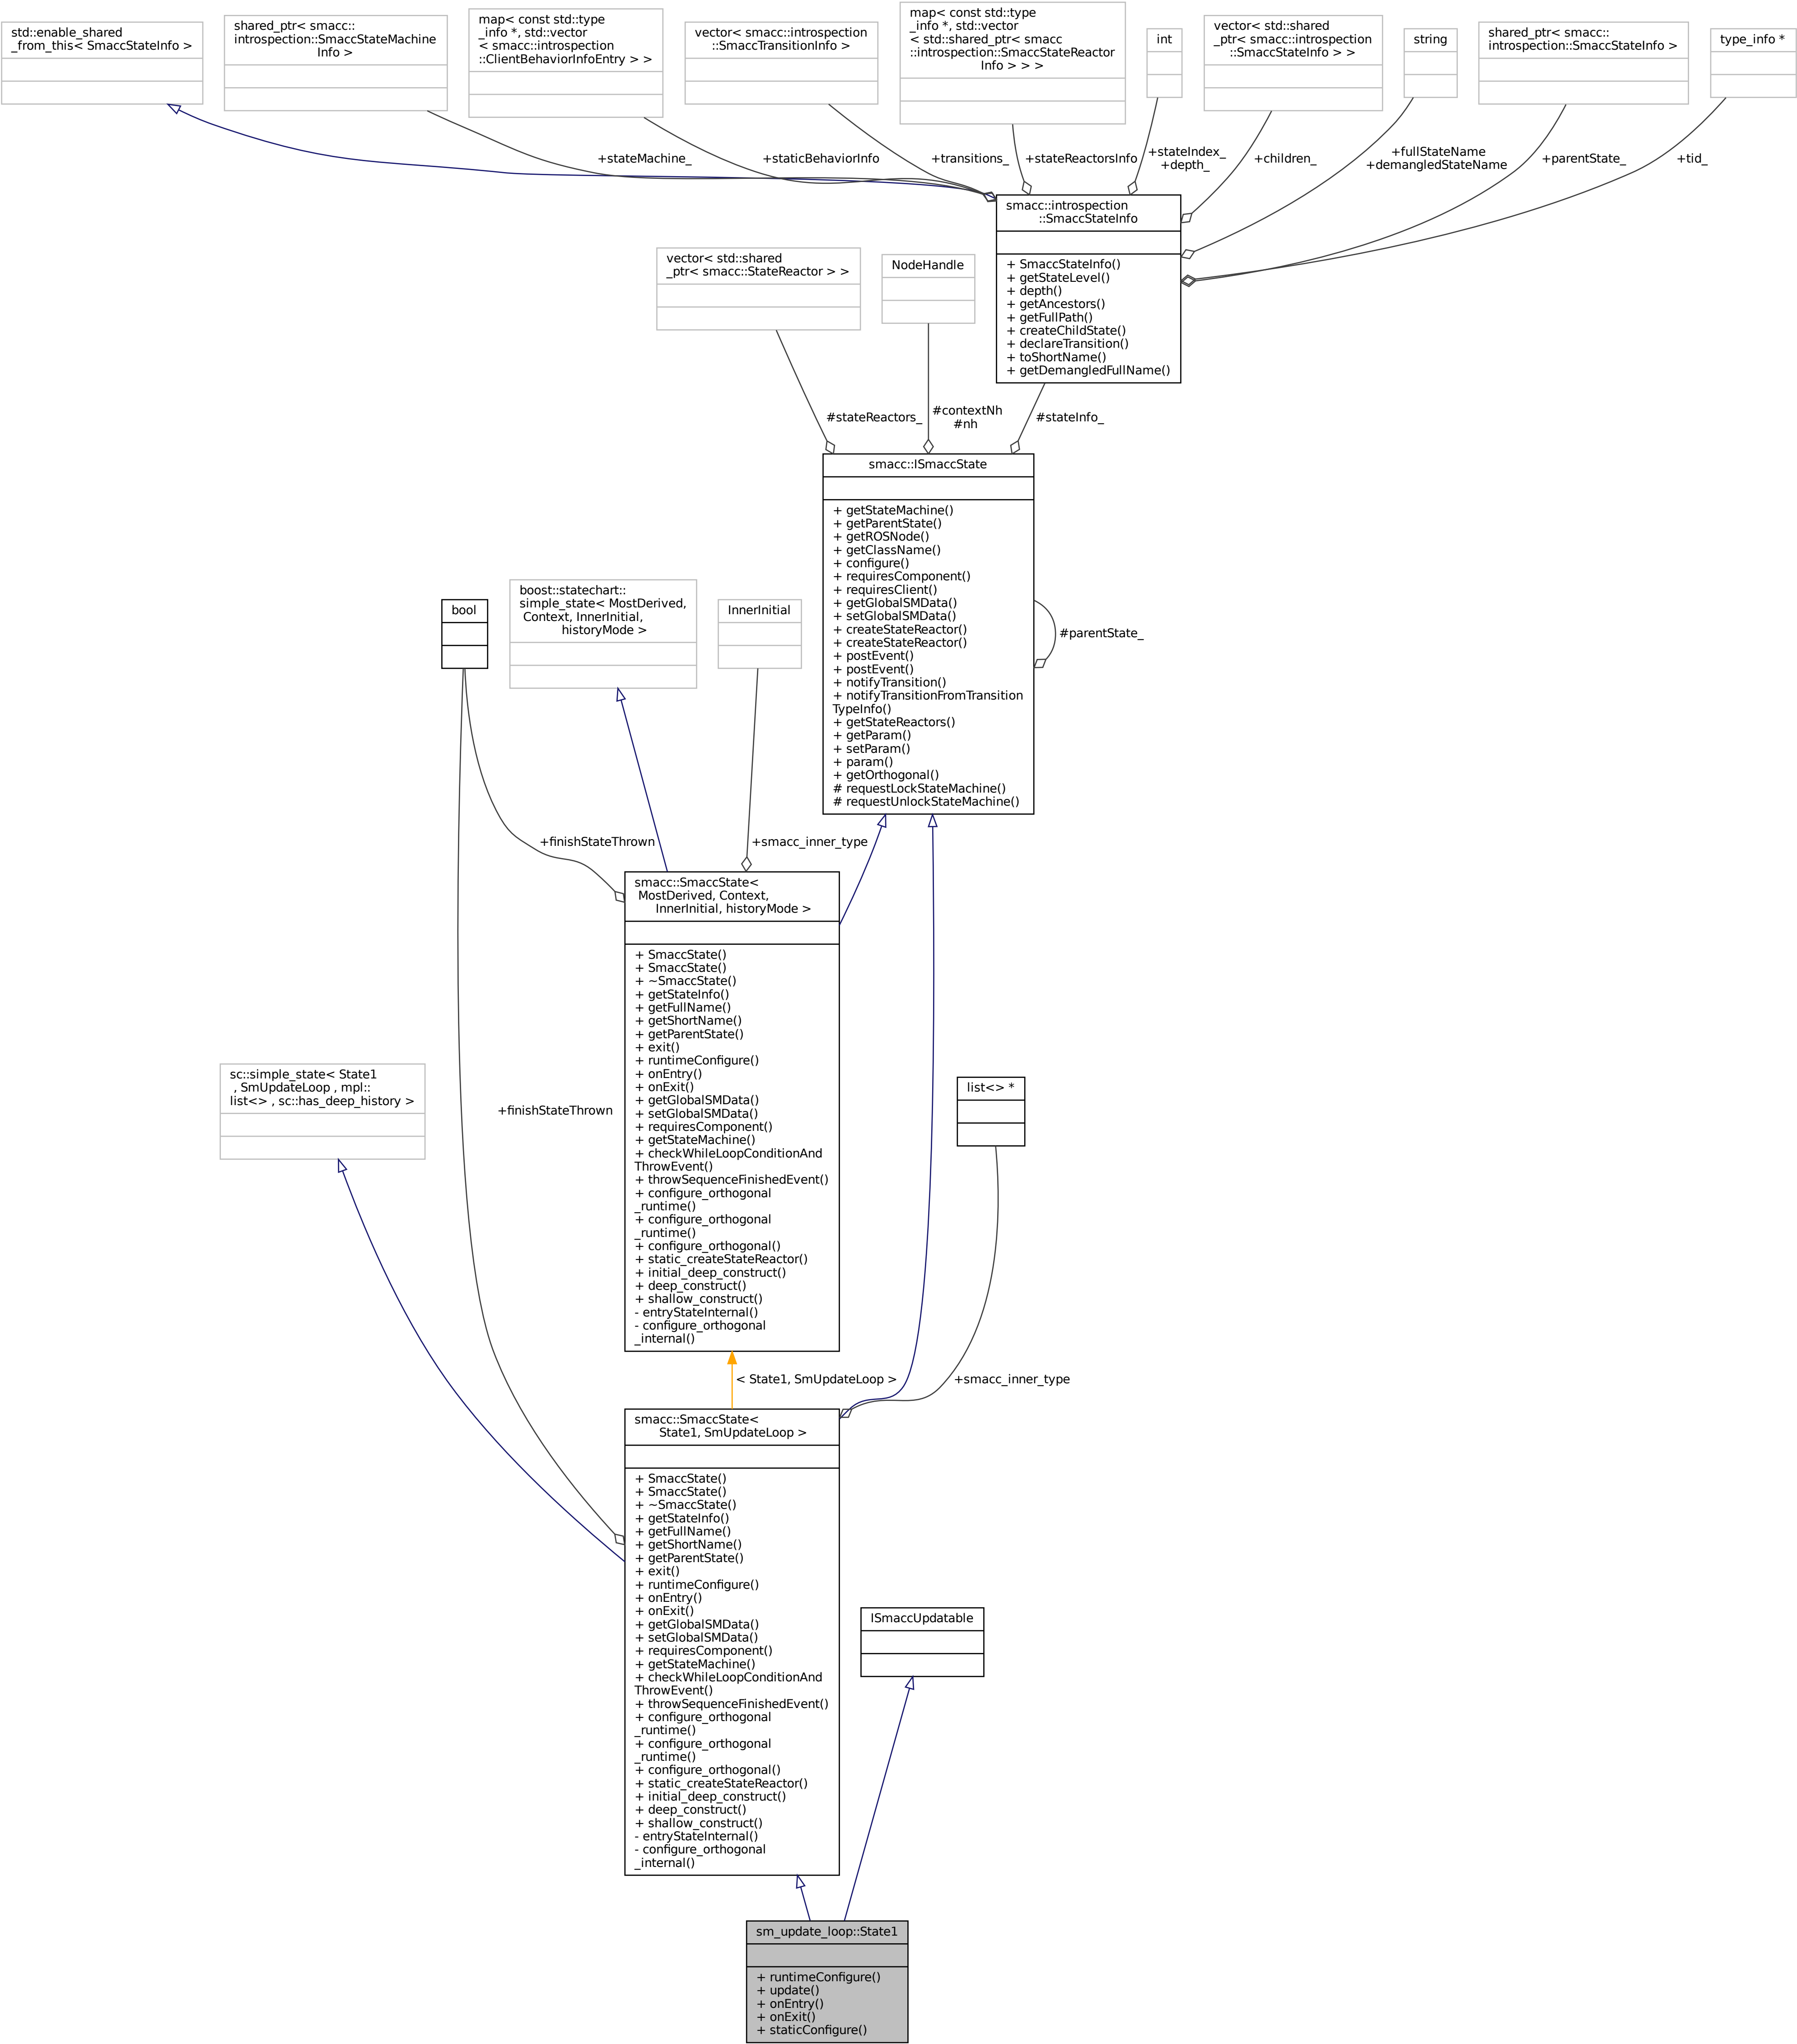 std::enable_shared
_from_this< SmaccStateInfo >
shared_ptr< smacc::
introspection::SmaccStateMachine
Info >
map< const std::type
_info *, std::vector
< smacc::introspection
::ClientBehaviorInfoEntry > >
vector< smacc::introspection
::SmaccTransitionInfo >
map< const std::type
_info *, std::vector
< std::shared_ptr< smacc
::introspection::SmaccStateReactor
Info > > >
int
vector< std::shared
_ptr< smacc::introspection
::SmaccStateInfo > >
string
shared_ptr< smacc::
introspection::SmaccStateInfo >
type_info *
+stateMachine_
+staticBehaviorInfo
+transitions_
+stateReactorsInfo
+stateIndex_
+depth_
+children_
+fullStateName
+demangledStateName
+parentState_
+tid_
smacc::introspection
::SmaccStateInfo
+ SmaccStateInfo()
+ getStateLevel()
+ depth()
+ getAncestors()
+ getFullPath()
+ createChildState()
+ declareTransition()
+ toShortName()
+ getDemangledFullName()
vector< std::shared
_ptr< smacc::StateReactor > >
NodeHandle
#stateReactors_
#contextNh
#nh
#stateInfo_
smacc::ISmaccState
+ getStateMachine()
+ getParentState()
+ getROSNode()
+ getClassName()
+ configure()
+ requiresComponent()
+ requiresClient()
+ getGlobalSMData()
+ setGlobalSMData()
+ createStateReactor()
+ createStateReactor()
+ postEvent()
+ postEvent()
+ notifyTransition()
+ notifyTransitionFromTransition
TypeInfo()
+ getStateReactors()
+ getParam()
+ setParam()
+ param()
+ getOrthogonal()
# requestLockStateMachine()
# requestUnlockStateMachine()
#parentState_
bool
boost::statechart::
simple_state< MostDerived,
Context, InnerInitial,
historyMode >
InnerInitial
+finishStateThrown
+smacc_inner_type
smacc::SmaccState<
MostDerived, Context,
InnerInitial, historyMode >
+ SmaccState()
+ SmaccState()
+ ~SmaccState()
+ getStateInfo()
+ getFullName()
+ getShortName()
+ getParentState()
+ exit()
+ runtimeConfigure()
+ onEntry()
+ onExit()
+ getGlobalSMData()
+ setGlobalSMData()
+ requiresComponent()
+ getStateMachine()
+ checkWhileLoopConditionAnd
ThrowEvent()
+ throwSequenceFinishedEvent()
+ configure_orthogonal
_runtime()
+ configure_orthogonal
_runtime()
+ configure_orthogonal()
+ static_createStateReactor()
+ initial_deep_construct()
+ deep_construct()
+ shallow_construct()
- entryStateInternal()
- configure_orthogonal
_internal()
sc::simple_state< State1
, SmUpdateLoop , mpl::
list<> , sc::has_deep_history >
+finishStateThrown
list<> *
< State1, SmUpdateLoop >
+smacc_inner_type
smacc::SmaccState<
State1, SmUpdateLoop >
+ SmaccState()
+ SmaccState()
+ ~SmaccState()
+ getStateInfo()
+ getFullName()
+ getShortName()
+ getParentState()
+ exit()
+ runtimeConfigure()
+ onEntry()
+ onExit()
+ getGlobalSMData()
+ setGlobalSMData()
+ requiresComponent()
+ getStateMachine()
+ checkWhileLoopConditionAnd
ThrowEvent()
+ throwSequenceFinishedEvent()
+ configure_orthogonal
_runtime()
+ configure_orthogonal
_runtime()
+ configure_orthogonal()
+ static_createStateReactor()
+ initial_deep_construct()
+ deep_construct()
+ shallow_construct()
- entryStateInternal()
- configure_orthogonal
_internal()
ISmaccUpdatable
sm_update_loop::State1
+ runtimeConfigure()
+ update()
+ onEntry()
+ onExit()
+ staticConfigure()